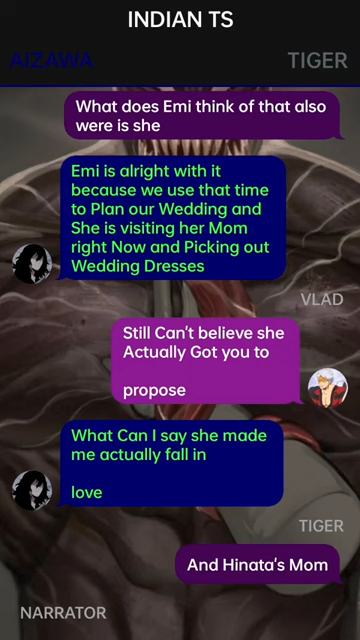 INDIAN TS
AIZAWA
TIGER
What does Emi think of that also
were is she
Emi is alright with it
because we use that time
to Plan our Wedding and
She is visiting her Mom
right Now and Picking out
Wedding Dresses
VLAD
Still Can't believe she
Actually Got you to
propose
What Can I say she made
me actually fall in
love
TIGER
And Hinata's Mom
NARRATOR